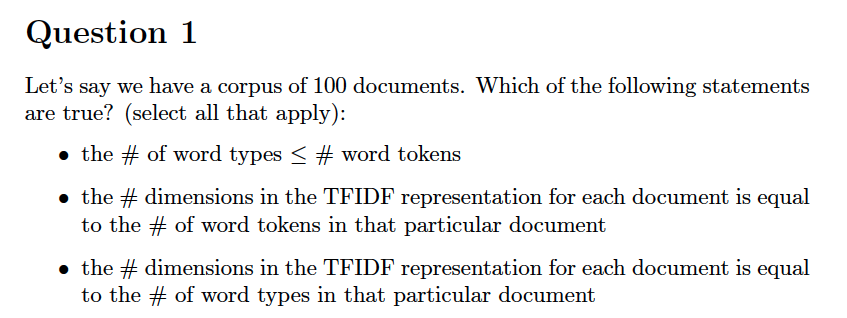 Question 1
Let's say we have a corpus of 100 documents. Which of the following statements
are true? (select all that apply):
• the # of word types ≤ # word tokens
• the # dimensions in the TFIDF representation for each document is equal
to the # of word tokens in that particular document
• the # dimensions in the TFIDF representation for each document is equal
to the # of word types in that particular document